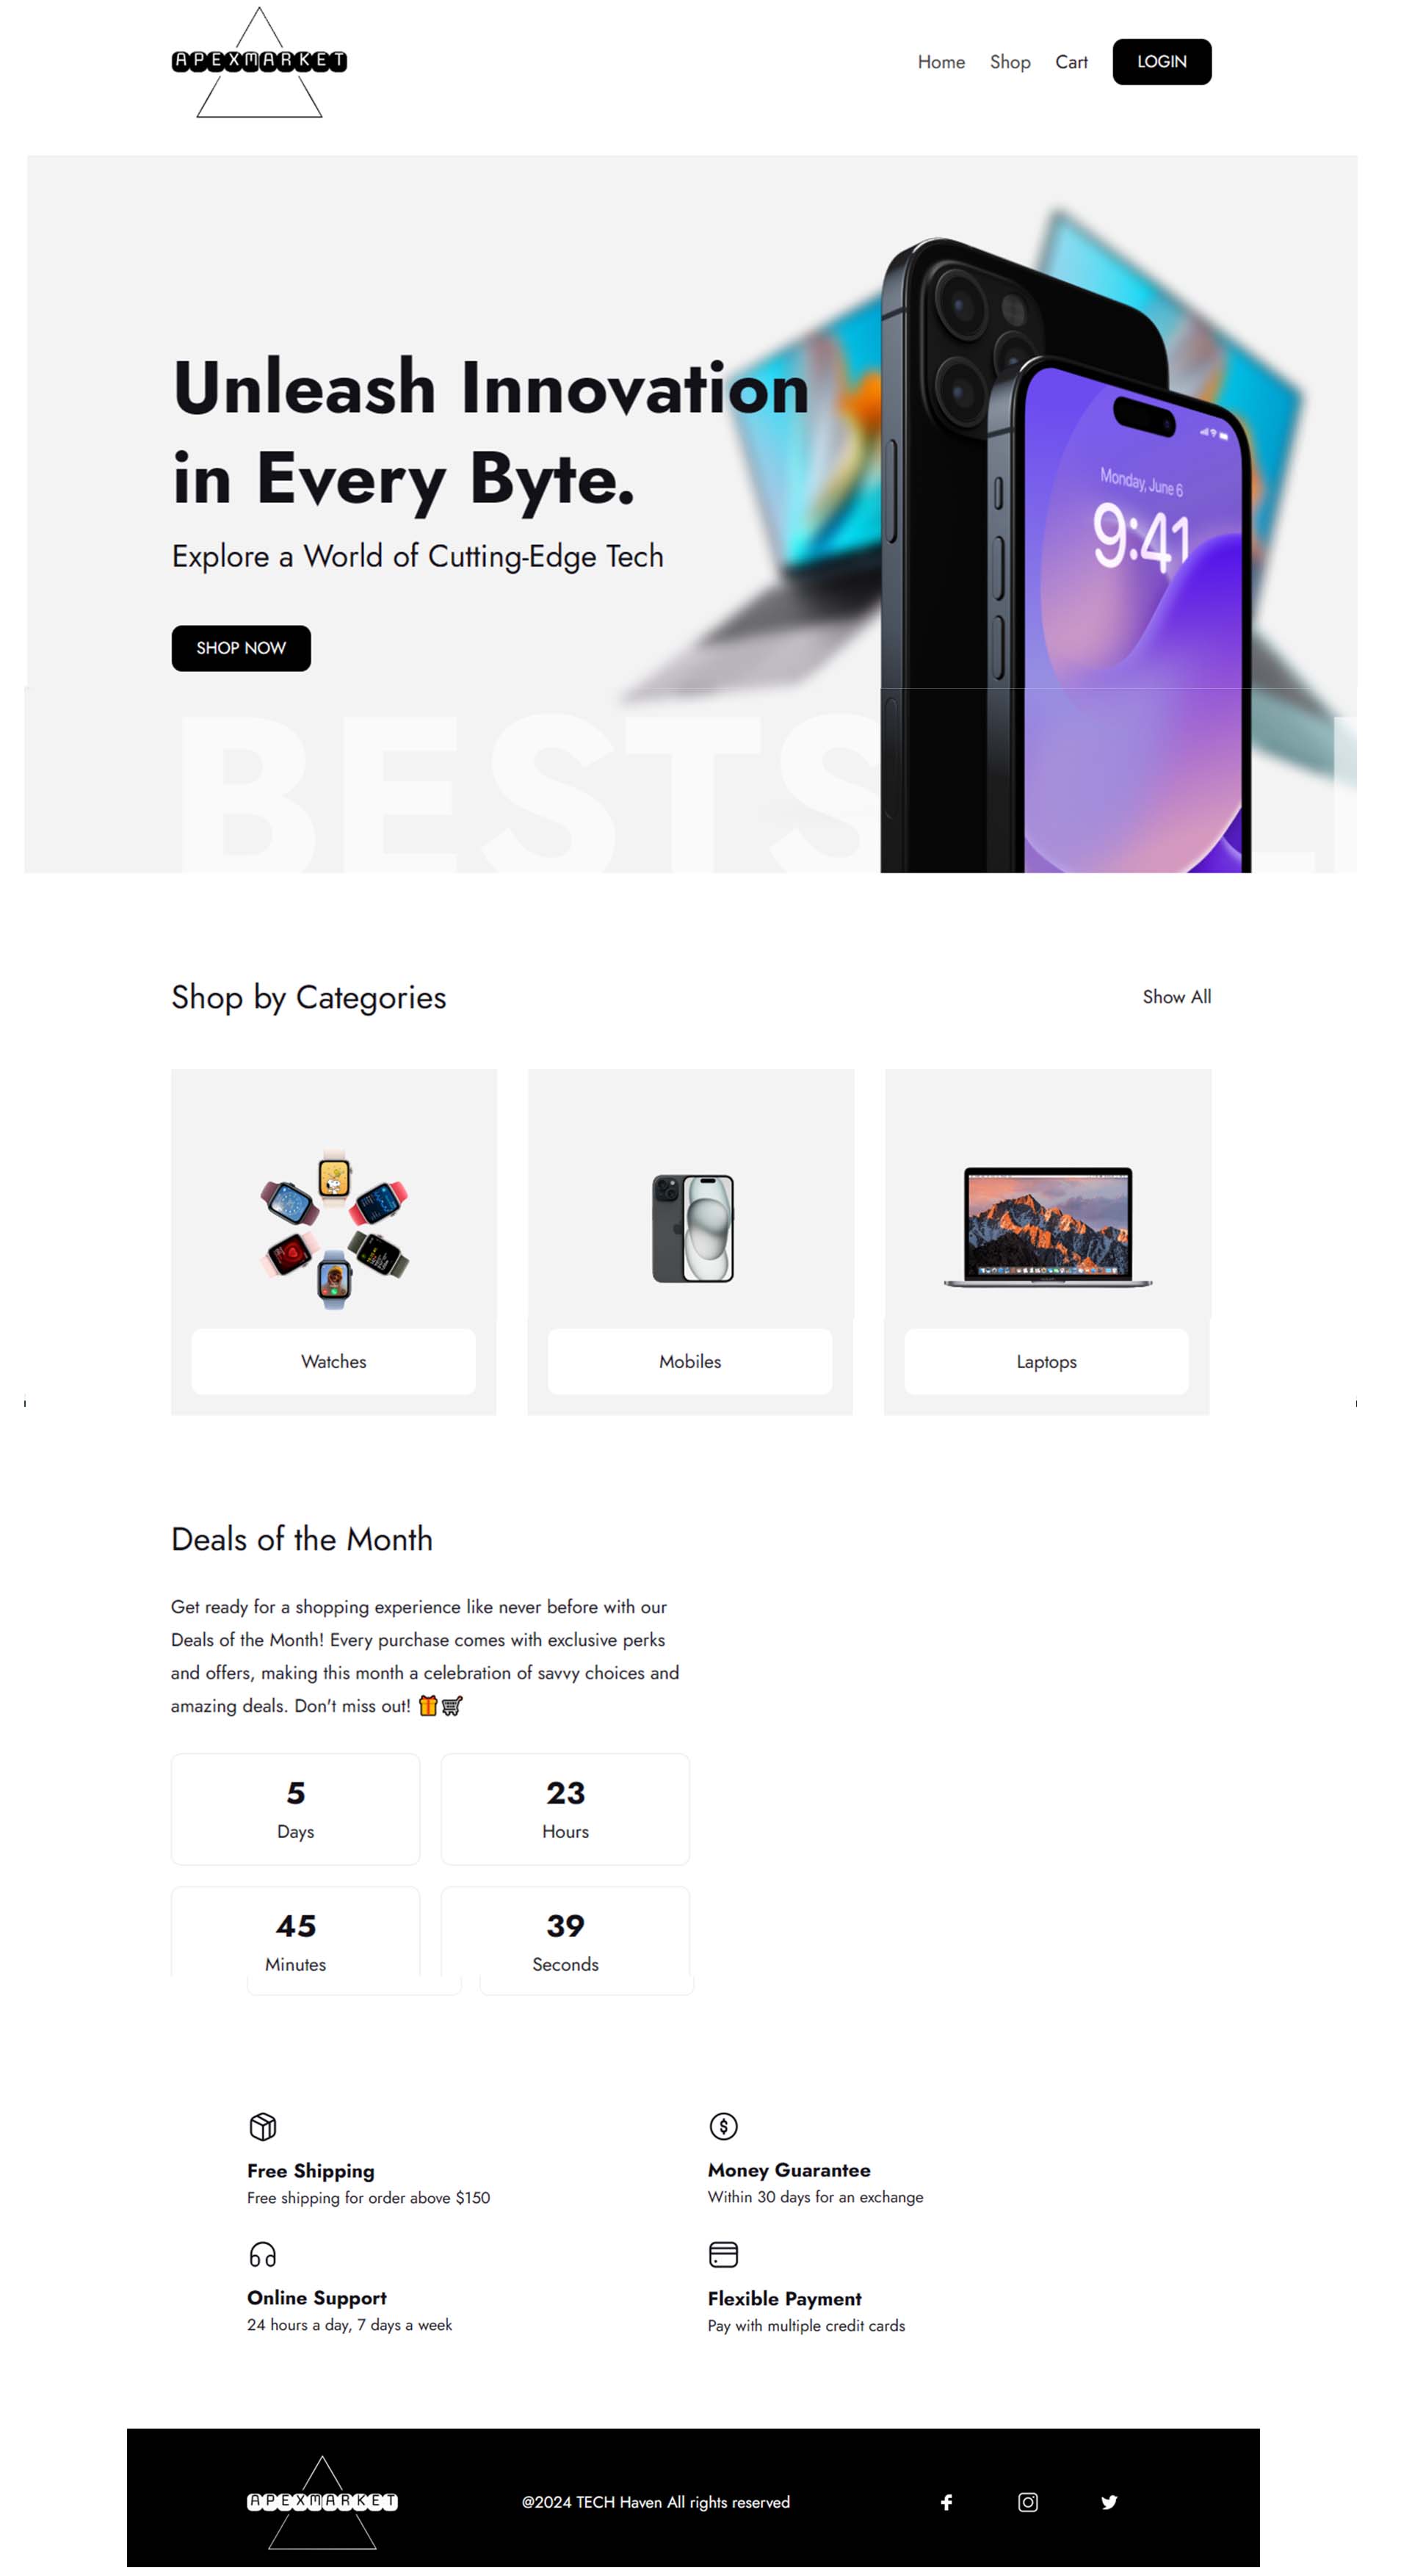 APEXMARKET
Home Shop Cart LOGIN
Unleash Innovation
in Every Byte.
Explore a World of Cutting-Edge Tech
SHOP NOW
Monday, June 6
9:41
BESTS
Shop by Categories
Show All
Watches
Mobiles
Laptops
Deals of the Month
Get ready for a shopping experience like never before with our
Deals of the Month! Every purchase comes with exclusive perks
and offers, making this month a celebration of savvy choices and
amazing deals. Don't miss out! 🎁🛒
5
Days
23
Hours
45
Minutes
39
Seconds
Free Shipping
Free shipping for order above $150
Money Guarantee
Within 30 days for an exchange
Online Support
24 hours a day, 7 days a week
Flexible Payment
Pay with multiple credit cards
APEXMARKET
@2024 TECH Haven All rights reserved